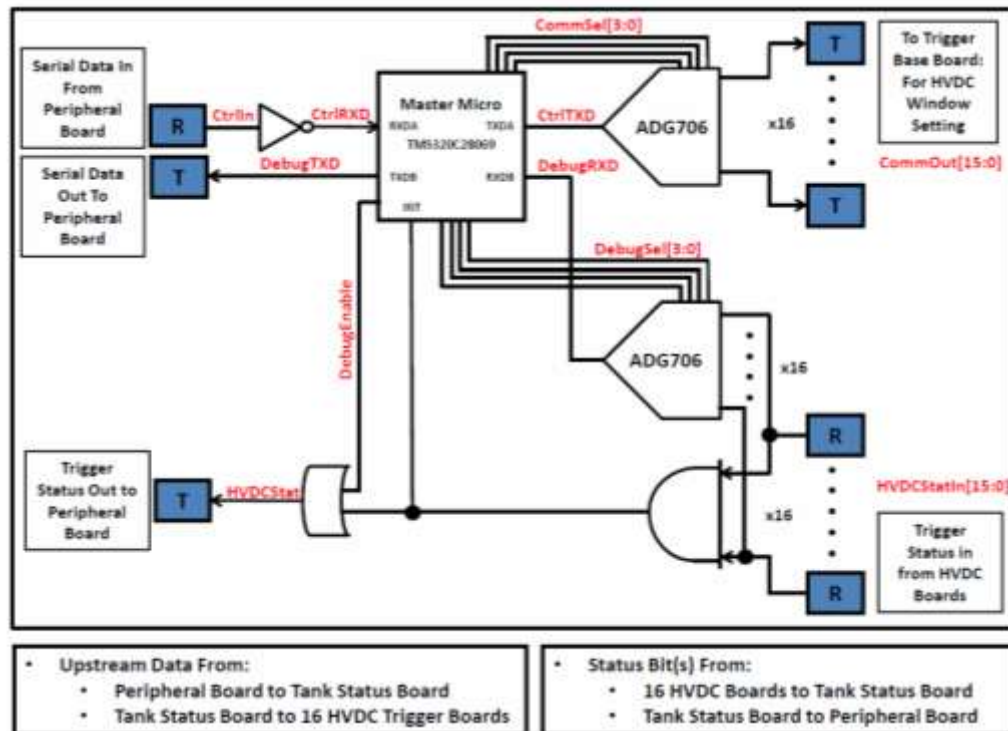 CommSel[3:0]
Serial Data In
From
Peripheral
Board
R
CtrlIn
CtrlRXD
Master Micro
RXDA
TXDA
TMS320C28069
TXDB
RXDB
INT
CtrlTXD
ADG706
T
x16
T
To Trigger
Base Board:
For HVDC
Window
Setting
CommOut[15:0]
Serial Data
Out To
Peripheral
Board
T
DebugTXD
DebugRXD
DebugSel[3:0]
DebugEnable
ADG706
x16
R
HVDCStatIn[15:0]
x16
R
Trigger
Status in
from HVDC
Boards
Trigger
Status Out to
Peripheral
Board
T
HVDCStat
• Upstream Data From:
• Peripheral Board to Tank Status Board
• Tank Status Board to 16 HVDC Trigger Boards
• Status Bit(s) From:
• 16 HVDC Boards to Tank Status Board
• Tank Status Board to Peripheral Board